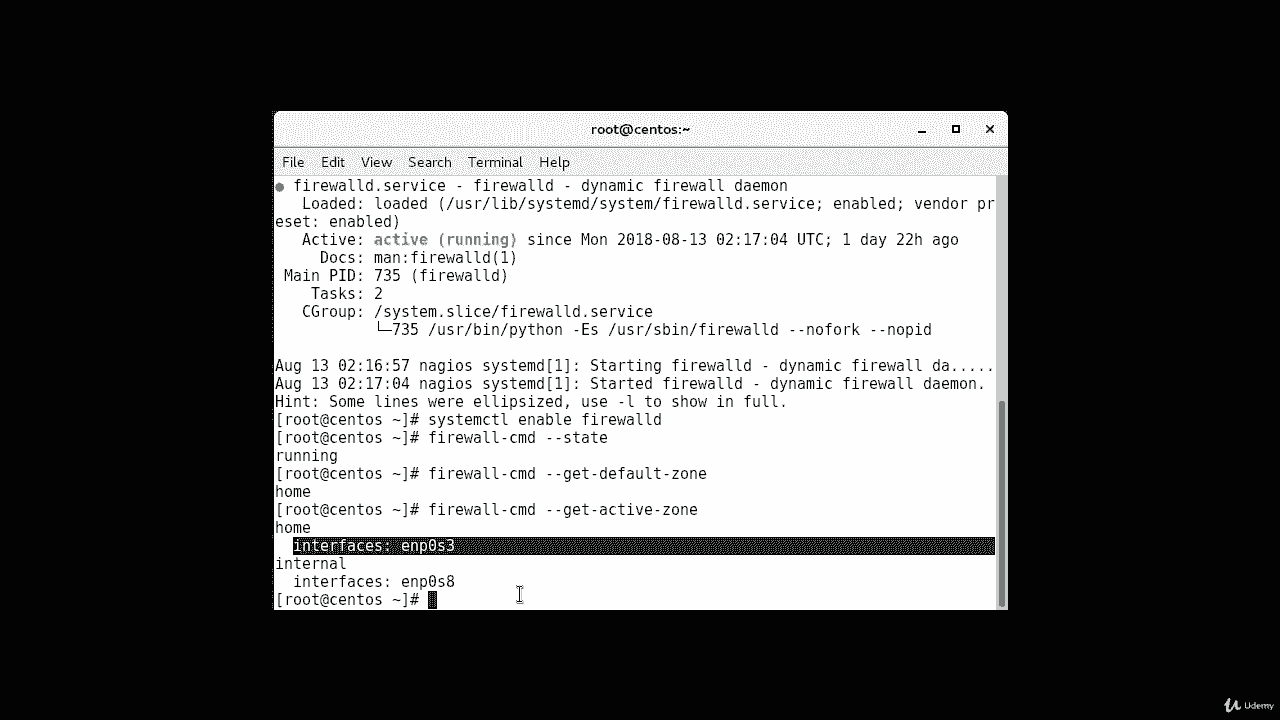 root@centos:~
File Edit View Search Terminal Help
● firewalld.service - firewalld - dynamic firewall daemon
   Loaded: loaded (/usr/lib/systemd/system/firewalld.service; enabled; vendor pr
eset: enabled)
   Active: active (running) since Mon 2018-08-13 02:17:04 UTC; 1 day 22h ago
     Docs: man:firewalld(1)
 Main PID: 735 (firewalld)
    Tasks: 2
   CGroup: /system.slice/firewalld.service
           └─735 /usr/bin/python -Es /usr/sbin/firewalld --nofork --nopid
Aug 13 02:16:57 nagios systemd[1]: Starting firewalld - dynamic firewall da.....
Aug 13 02:17:04 nagios systemd[1]: Started firewalld - dynamic firewall daemon.
Hint: Some lines were ellipsized, use -l to show in full.
[root@centos ~]# systemctl enable firewalld
[root@centos ~]# firewall-cmd --state
running
[root@centos ~]# firewall-cmd --get-default-zone
home
[root@centos ~]# firewall-cmd --get-active-zone
home
  interfaces: enp0s3
internal
  interfaces: enp0s8
[root@centos ~]#
Udemy